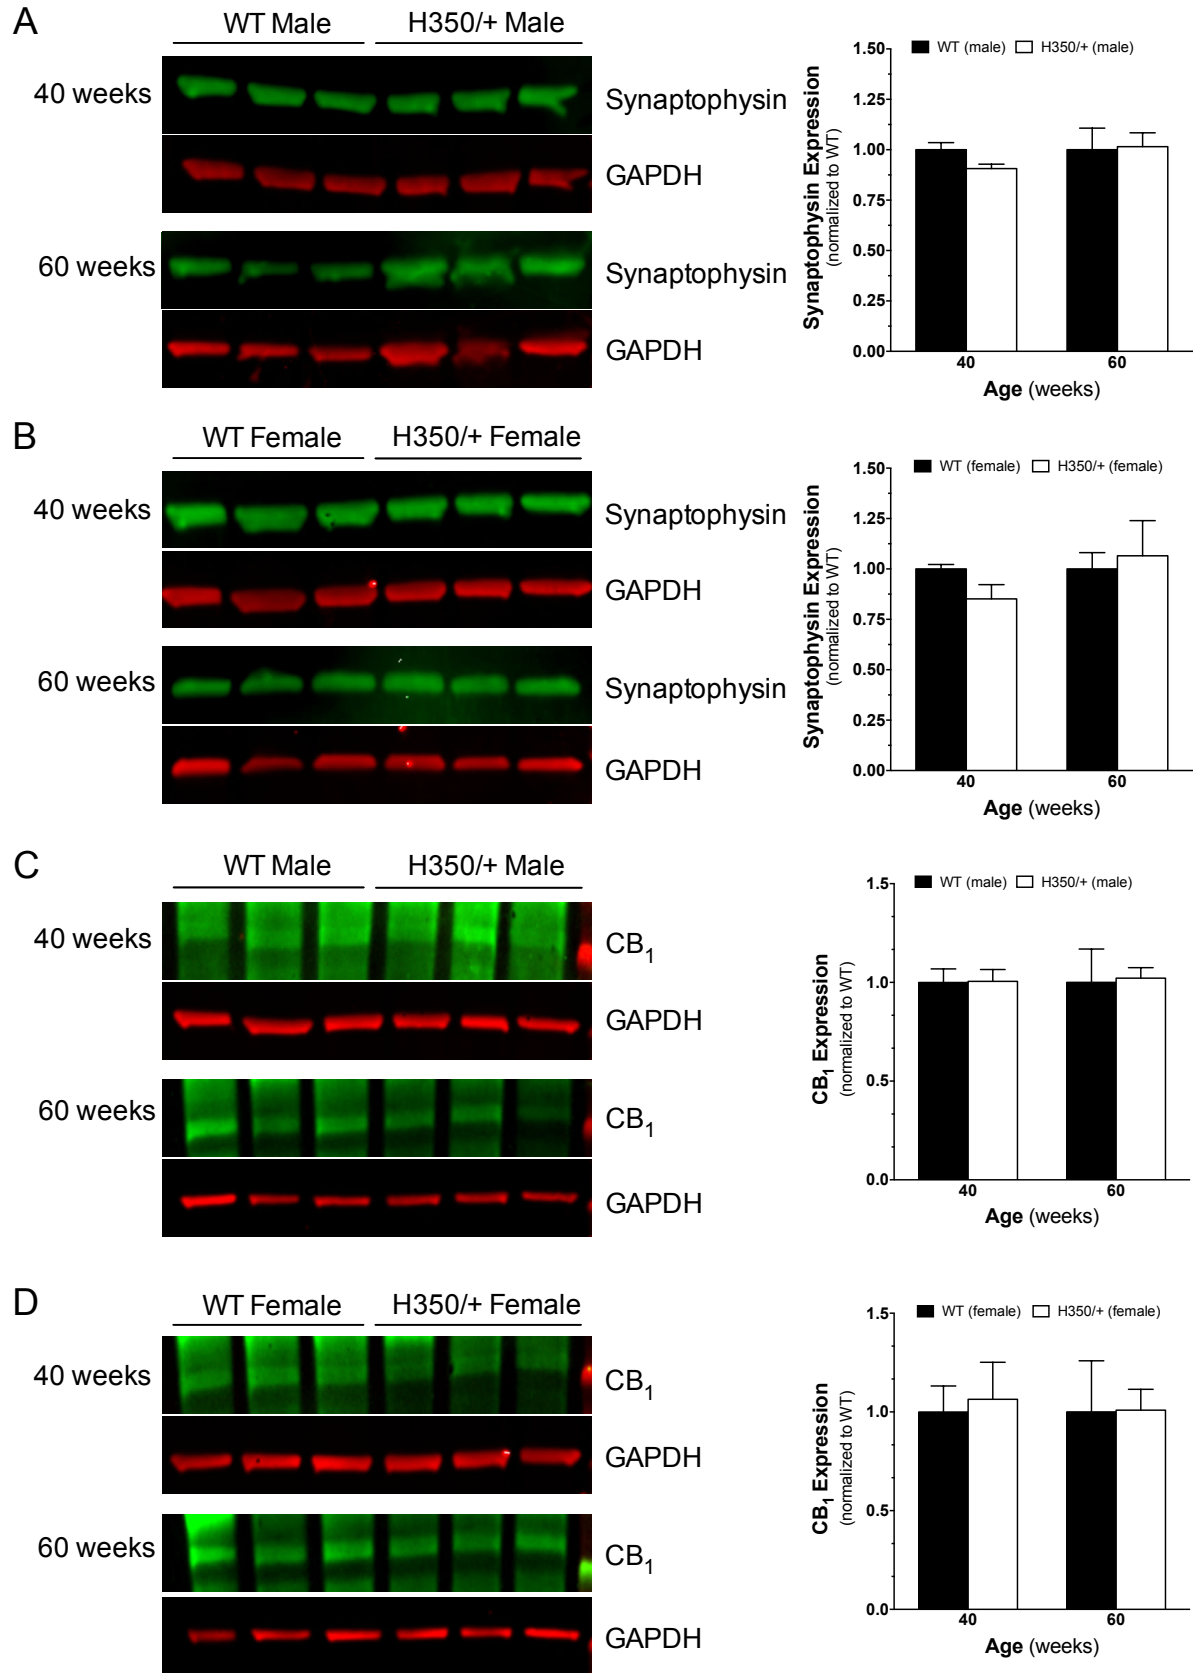 A
WT Male H350/+ Male
40 weeks
Synaptophysin
GAPDH
60 weeks
Synaptophysin
GAPDH
WT (male) H350/+ (male)
1.50
1.25
1.00
0.75
0.50
0.25
0.00
Synaptophysin Expression
(normalized to WT)
40 60
Age (weeks)
B
WT Female H350/+ Female
40 weeks
Synaptophysin
GAPDH
60 weeks
Synaptophysin
GAPDH
WT (female) H350/+ (female)
1.50
1.25
1.00
0.75
0.50
0.25
0.00
Synaptophysin Expression
(normalized to WT)
40 60
Age (weeks)
C
WT Male H350/+ Male
40 weeks
CB1
GAPDH
60 weeks
CB1
GAPDH
WT (male) H350/+ (male)
1.5
1.0
0.5
0.0
CB1 Expression
(normalized to WT)
40 60
Age (weeks)
D
WT Female H350/+ Female
40 weeks
CB1
GAPDH
60 weeks
CB1
GAPDH
WT (female) H350/+ (female)
1.5
1.0
0.5
0.0
CB1 Expression
(normalized to WT)
40 60
Age (weeks)